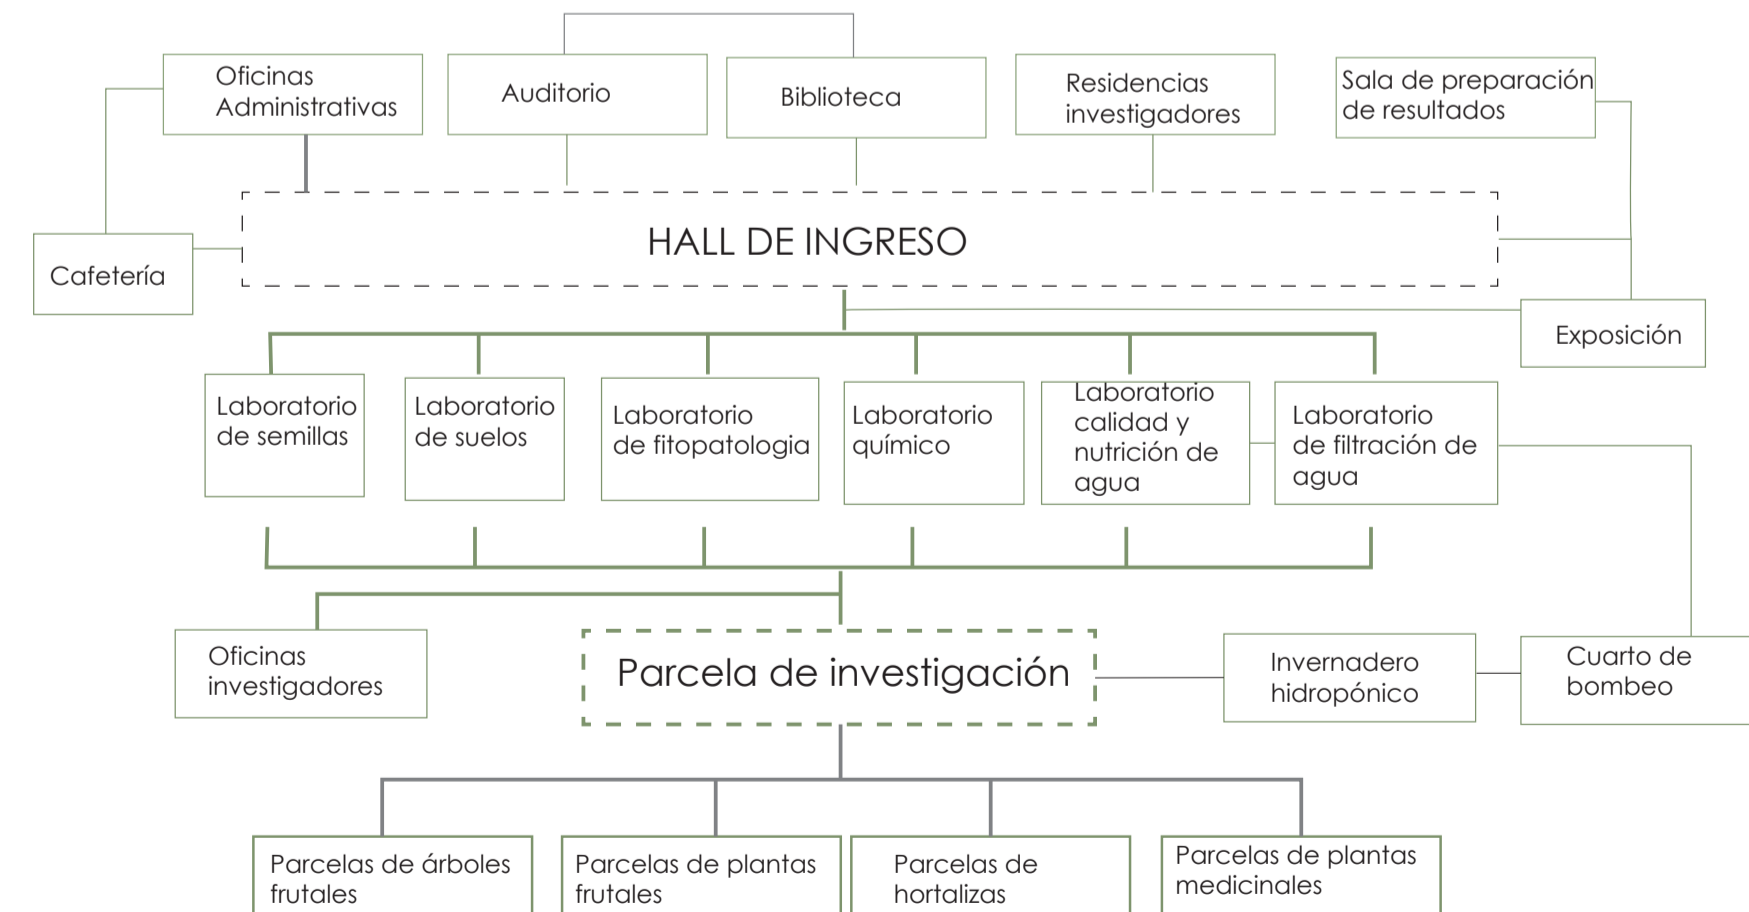 Oficinas
Administrativas
Auditorio
Biblioteca
Residencias
investigadores
Sala de preparación
de resultados
HALL DE INGRESO
Cafetería
Exposición
Laboratorio
de semillas
Laboratorio
de suelos
Laboratorio
de fitopatologia
Laboratorio
químico
Laboratorio
calidad y
nutrición de
agua
Laboratorio
de filtración de
agua
Oficinas
investigadores
Parcela de investigación
Invernadero
hidropónico
Cuarto de
bombeo
Parcelas de árboles
frutales
Parcelas de plantas
frutales
Parcelas de
hortalizas
Parcelas de plantas
medicinales